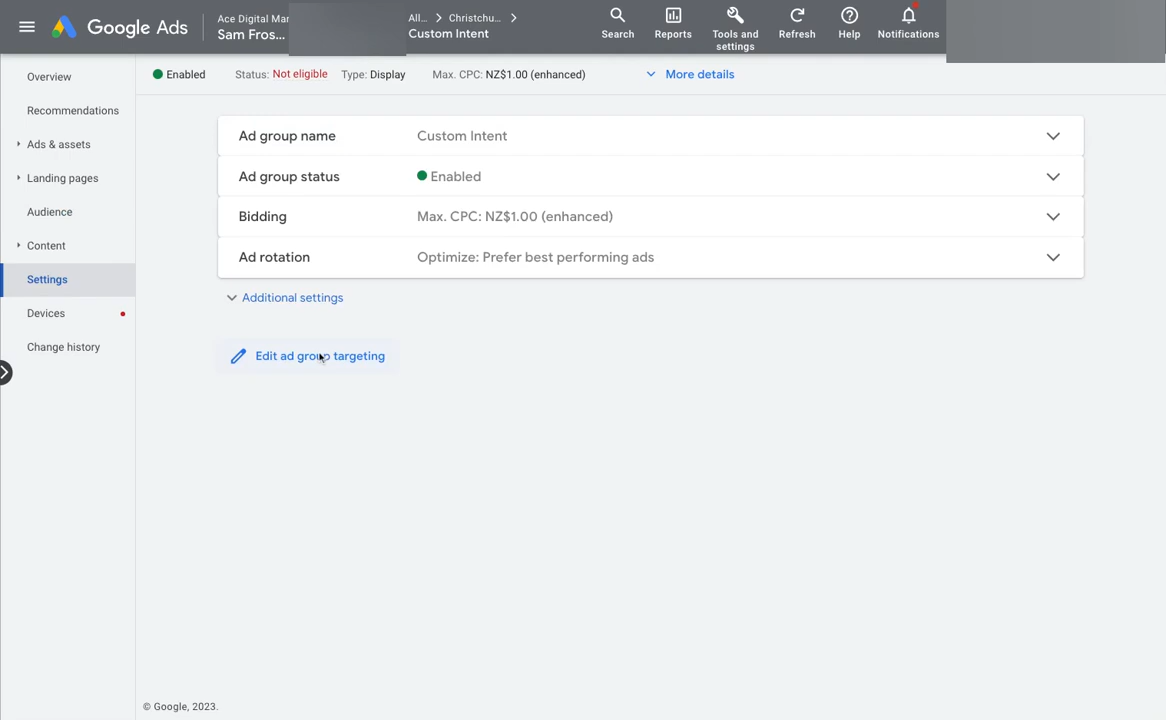 Google Ads
Ace Digital Mar
Sam Fros...
All...
Christchu...
Custom Intent
Search
Reports
Tools and
settings
Refresh
Help
Notifications
Enabled
Status: Not eligible
Type: Display
Max. CPC: NZ$1.00 (enhanced)
More details
Overview
Recommendations
Ads & assets
Landing pages
Audience
Content
Settings
Devices
Change history
Ad group name
Custom Intent
Ad group status
Enabled
Bidding
Max. CPC: NZ$1.00 (enhanced)
Ad rotation
Optimize: Prefer best performing ads
Additional settings
Edit ad group targeting
© Google, 2023.